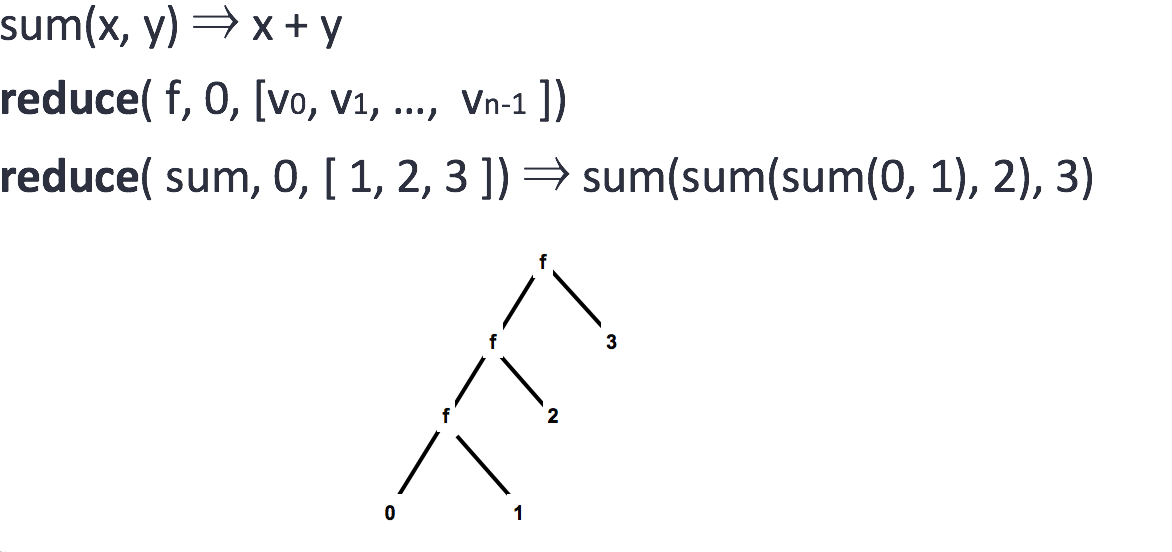 sum(x, y) ⟹ x + y
reduce( f, 0, [v0, v1, ..., vn-1 ])
reduce( sum, 0, [ 1, 2, 3 ]) ⟹ sum(sum(sum(0, 1), 2), 3)
f
f 3
f 2
0 1